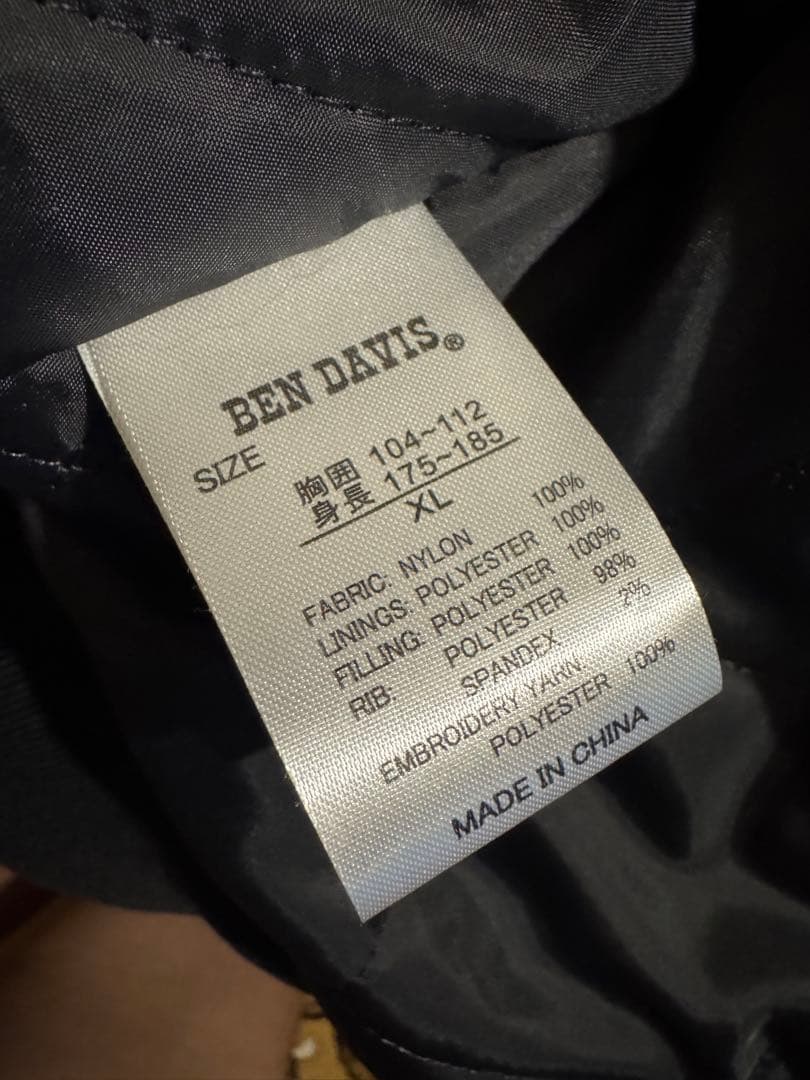 BEN DAVIS®
SIZE
胸囲 104~112
身長 175~185
XL
FABRIC: NYLON 100%
LININGS: POLYESTER 100%
FILLING: POLYESTER 100%
RIB: POLYESTER 98%
SPANDEX 2%
EMBROIDERY YARN:
POLYESTER 100%
MADE IN CHINA